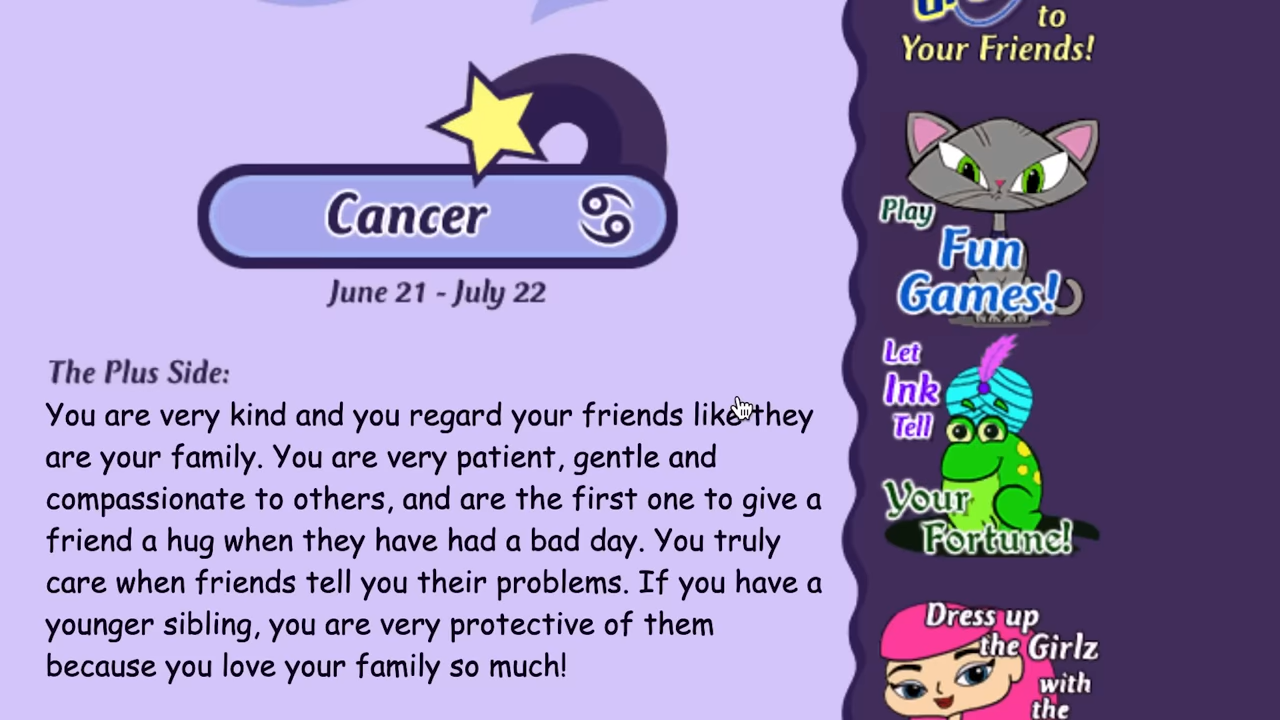 to
Your Friends!
Cancer
June 21 - July 22
The Plus Side:
You are very kind and you regard your friends like they
are your family. You are very patient, gentle and
compassionate to others, and are the first one to give a
friend a hug when they have had a bad day. You truly
care when friends tell you their problems. If you have a
younger sibling, you are very protective of them
because you love your family so much!
Play
Fun
Games!
Let
Ink
Tell
Your
Fortune!
Dress up
the Girlz
with
the